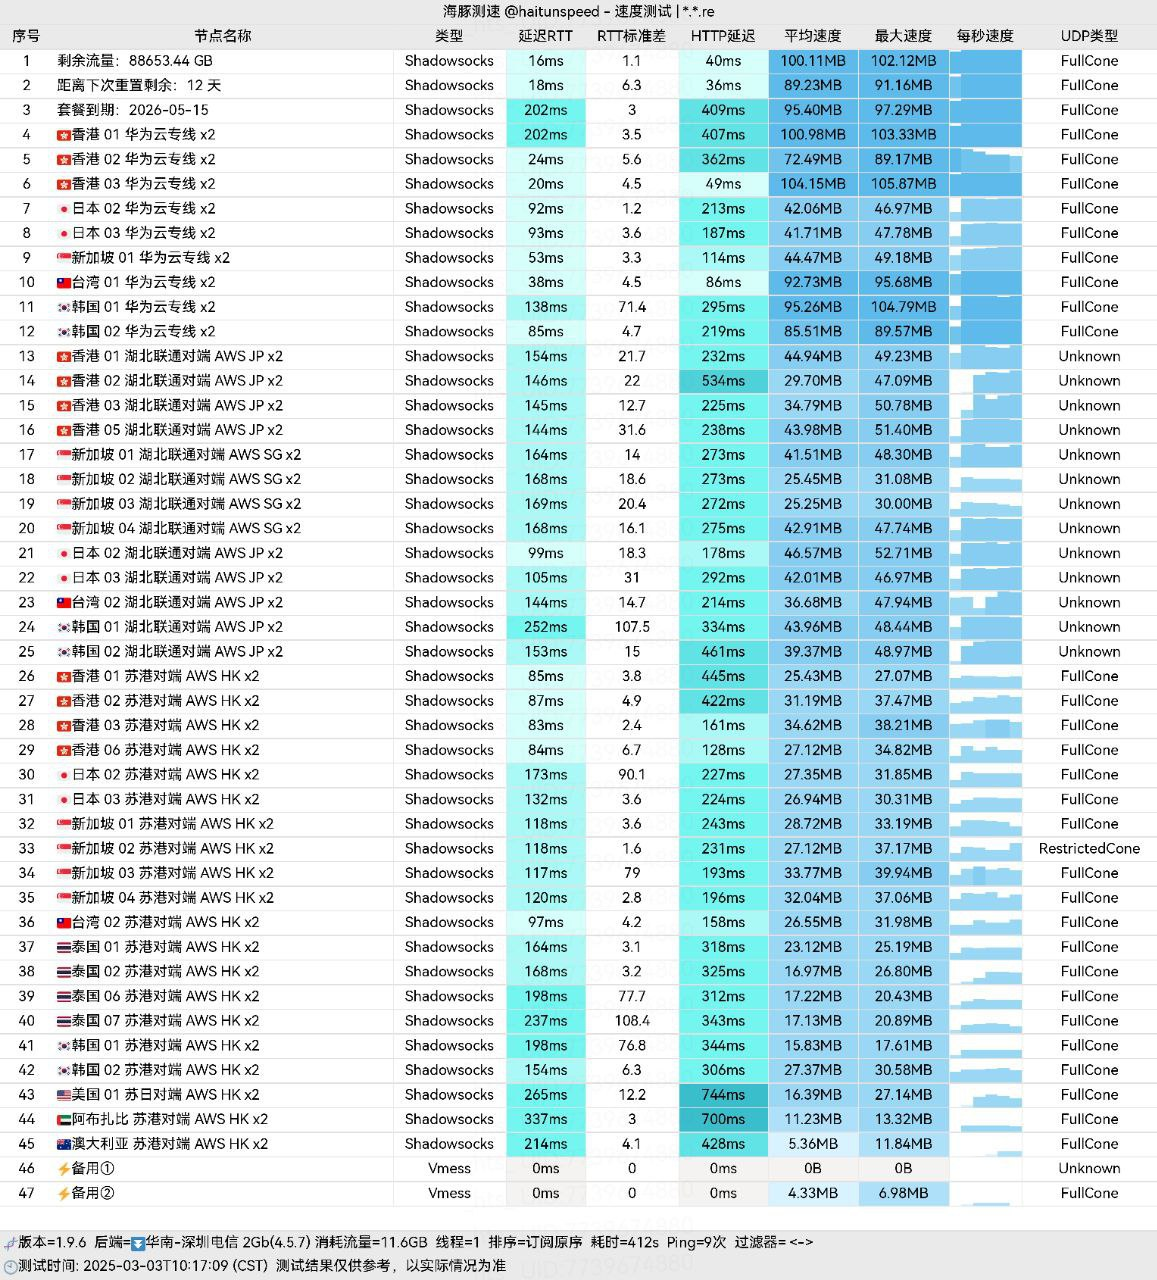 海豚测速 @haitunspeed - 速度测试 | *.*.re
序号 节点名称 类型 延迟RTT RTT标准差 HTTP延迟 平均速度 最大速度 每秒速度 UDP类型
1 剩余流量：88653.44 GB Shadowsocks 16ms 1.1 40ms 100.11MB 102.12MB FullCone
2 距离下次重置剩余：12 天 Shadowsocks 18ms 6.3 36ms 89.23MB 91.16MB FullCone
3 套餐到期：2026-05-15 Shadowsocks 202ms 3 409ms 95.40MB 97.29MB FullCone
4 🇭🇰香港 01 华为云专线 x2 Shadowsocks 202ms 3.5 407ms 100.98MB 103.33MB FullCone
5 🇭🇰香港 02 华为云专线 x2 Shadowsocks 24ms 5.6 362ms 72.49MB 89.17MB FullCone
6 🇭🇰香港 03 华为云专线 x2 Shadowsocks 20ms 4.5 49ms 104.15MB 105.87MB FullCone
7 🇯🇵日本 02 华为云专线 x2 Shadowsocks 92ms 1.2 213ms 42.06MB 46.97MB FullCone
8 🇯🇵日本 03 华为云专线 x2 Shadowsocks 93ms 3.6 187ms 41.71MB 47.78MB FullCone
9 🇸🇬新加坡 01 华为云专线 x2 Shadowsocks 53ms 3.3 114ms 44.47MB 49.18MB FullCone
10 🇹🇼台湾 01 华为云专线 x2 Shadowsocks 38ms 4.5 86ms 92.73MB 95.68MB FullCone
11 🇰🇷韩国 01 华为云专线 x2 Shadowsocks 138ms 71.4 295ms 95.26MB 104.79MB FullCone
12 🇰🇷韩国 02 华为云专线 x2 Shadowsocks 85ms 4.7 219ms 85.51MB 89.57MB FullCone
13 🇭🇰香港 01 湖北联通对端 AWS JP x2 Shadowsocks 154ms 21.7 232ms 44.94MB 49.23MB Unknown
14 🇭🇰香港 02 湖北联通对端 AWS JP x2 Shadowsocks 146ms 22 534ms 29.70MB 47.09MB Unknown
15 🇭🇰香港 03 湖北联通对端 AWS JP x2 Shadowsocks 145ms 12.7 225ms 34.79MB 50.78MB Unknown
16 🇭🇰香港 05 湖北联通对端 AWS JP x2 Shadowsocks 144ms 31.6 238ms 43.98MB 51.40MB Unknown
17 🇸🇬新加坡 01 湖北联通对端 AWS SG x2 Shadowsocks 164ms 14 273ms 41.51MB 48.30MB Unknown
18 🇸🇬新加坡 02 湖北联通对端 AWS SG x2 Shadowsocks 168ms 18.6 273ms 25.45MB 31.08MB Unknown
19 🇸🇬新加坡 03 湖北联通对端 AWS SG x2 Shadowsocks 169ms 20.4 272ms 25.25MB 30.00MB Unknown
20 🇸🇬新加坡 04 湖北联通对端 AWS SG x2 Shadowsocks 168ms 16.1 275ms 42.91MB 47.74MB Unknown
21 🇯🇵日本 02 湖北联通对端 AWS JP x2 Shadowsocks 99ms 18.3 178ms 46.57MB 52.71MB Unknown
22 🇯🇵日本 03 湖北联通对端 AWS JP x2 Shadowsocks 105ms 31 292ms 42.01MB 46.97MB Unknown
23 🇹🇼台湾 02 湖北联通对端 AWS JP x2 Shadowsocks 144ms 14.7 214ms 36.68MB 47.94MB Unknown
24 🇰🇷韩国 01 湖北联通对端 AWS JP x2 Shadowsocks 252ms 107.5 334ms 43.96MB 48.44MB Unknown
25 🇰🇷韩国 02 湖北联通对端 AWS JP x2 Shadowsocks 153ms 15 461ms 39.37MB 48.97MB Unknown
26 🇭🇰香港 01 苏港对端 AWS HK x2 Shadowsocks 85ms 3.8 445ms 25.43MB 27.07MB FullCone
27 🇭🇰香港 02 苏港对端 AWS HK x2 Shadowsocks 87ms 4.9 422ms 31.19MB 37.47MB FullCone
28 🇭🇰香港 03 苏港对端 AWS HK x2 Shadowsocks 83ms 2.4 161ms 34.62MB 38.21MB FullCone
29 🇭🇰香港 06 苏港对端 AWS HK x2 Shadowsocks 84ms 6.7 128ms 27.12MB 34.82MB FullCone
30 🇯🇵日本 02 苏港对端 AWS HK x2 Shadowsocks 173ms 90.1 227ms 27.35MB 31.85MB FullCone
31 🇯🇵日本 03 苏港对端 AWS HK x2 Shadowsocks 132ms 3.6 224ms 26.94MB 30.31MB FullCone
32 🇸🇬新加坡 01 苏港对端 AWS HK x2 Shadowsocks 118ms 3.6 243ms 28.72MB 33.19MB FullCone
33 🇸🇬新加坡 02 苏港对端 AWS HK x2 Shadowsocks 118ms 1.6 231ms 27.12MB 37.17MB RestrictedCone
34 🇸🇬新加坡 03 苏港对端 AWS HK x2 Shadowsocks 117ms 79 193ms 33.77MB 39.94MB FullCone
35 🇸🇬新加坡 04 苏港对端 AWS HK x2 Shadowsocks 120ms 2.8 196ms 32.04MB 37.06MB FullCone
36 🇹🇼台湾 02 苏港对端 AWS HK x2 Shadowsocks 97ms 4.2 158ms 26.55MB 31.98MB FullCone
37 🇹🇭泰国 01 苏港对端 AWS HK x2 Shadowsocks 164ms 3.1 318ms 23.12MB 25.19MB FullCone
38 🇹🇭泰国 02 苏港对端 AWS HK x2 Shadowsocks 168ms 3.2 325ms 16.97MB 26.80MB FullCone
39 🇹🇭泰国 06 苏港对端 AWS HK x2 Shadowsocks 198ms 77.7 312ms 17.22MB 20.43MB FullCone
40 🇹🇭泰国 07 苏港对端 AWS HK x2 Shadowsocks 237ms 108.4 343ms 17.13MB 20.89MB FullCone
41 🇰🇷韩国 01 苏港对端 AWS HK x2 Shadowsocks 198ms 76.8 344ms 15.83MB 17.61MB FullCone
42 🇰🇷韩国 02 苏港对端 AWS HK x2 Shadowsocks 154ms 6.3 306ms 27.37MB 30.58MB FullCone
43 🇺🇸美国 01 苏日对端 AWS HK x2 Shadowsocks 265ms 12.2 744ms 16.39MB 27.14MB FullCone
44 🇦🇪阿布扎比 苏港对端 AWS HK x2 Shadowsocks 337ms 3 700ms 11.23MB 13.32MB FullCone
45 🇦🇺澳大利亚 苏港对端 AWS HK x2 Shadowsocks 214ms 4.1 428ms 5.36MB 11.84MB FullCone
46 ⚡备用① Vmess 0ms 0 0ms 0B 0B Unknown
47 ⚡备用② Vmess 0ms 0 0ms 4.33MB 6.98MB FullCone
版本=1.9.6 后端=⏬华南-深圳电信 2Gb(4.5.7) 消耗流量=11.6GB 线程=1 排序=订阅原序 耗时=412s Ping=9次 过滤器= <->
测试时间: 2025-03-03T10:17:09 (CST) 测试结果仅供参考，以实际情况为准